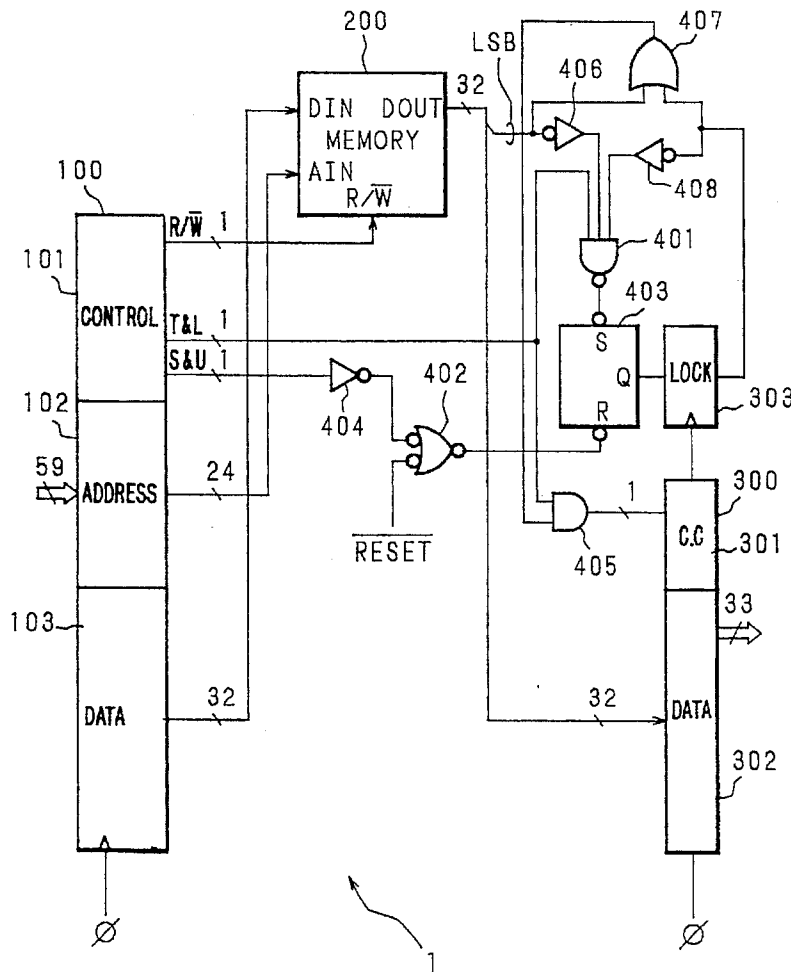 200
LSB
407
32
406
DIN DOUT
MEMORY
AIN
R/W̅
408
100
R/W̅ 1
101
401
CONTROL
T&L 1
403
S&U 1
S
Q
LOCK
R
303
402
404
102
59
ADDRESS
24
1
300
C.C
301
405
R̅E̅S̅E̅T̅
33
103
DATA
32
32
DATA
302
ø
ø
1